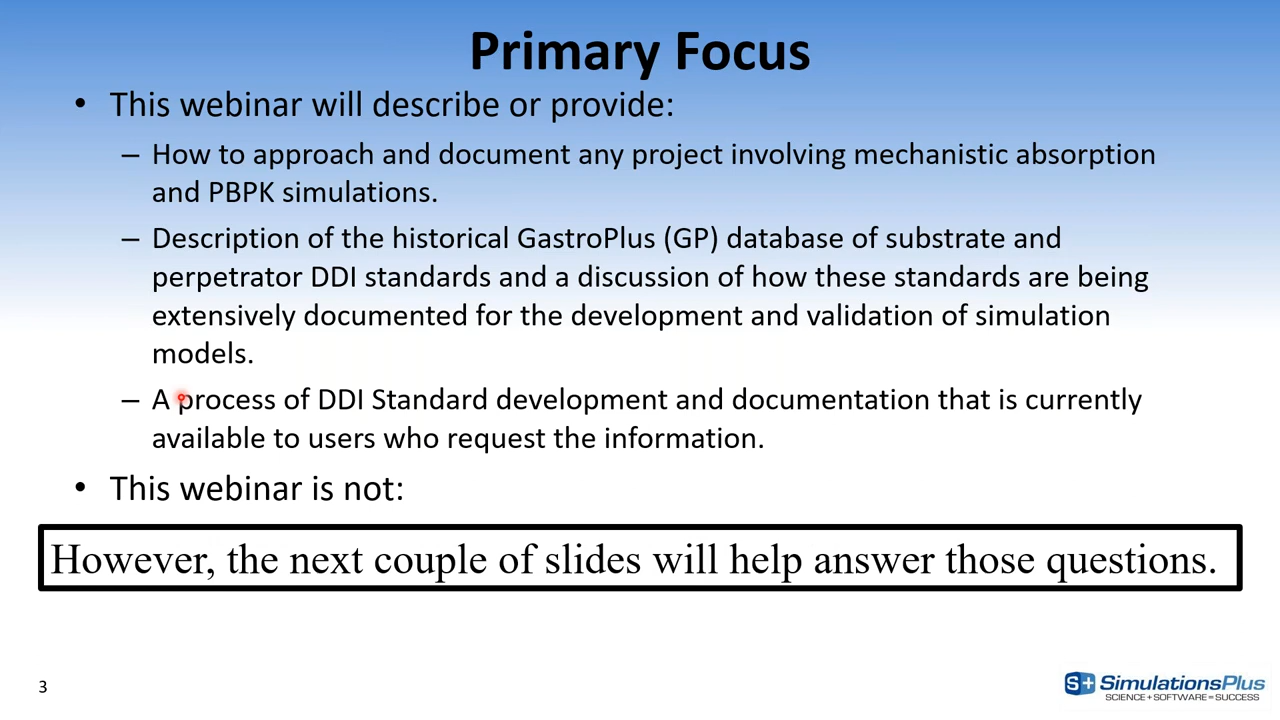 Primary Focus
• This webinar will describe or provide:
– How to approach and document any project involving mechanistic absorption
and PBPK simulations.
– Description of the historical GastroPlus (GP) database of substrate and
perpetrator DDI standards and a discussion of how these standards are being
extensively documented for the development and validation of simulation
models.
– A process of DDI Standard development and documentation that is currently
available to users who request the information.
• This webinar is not:
However, the next couple of slides will help answer those questions.
3
S+ SimulationsPlus
SCIENCE+SOFTWARE=SUCCESS